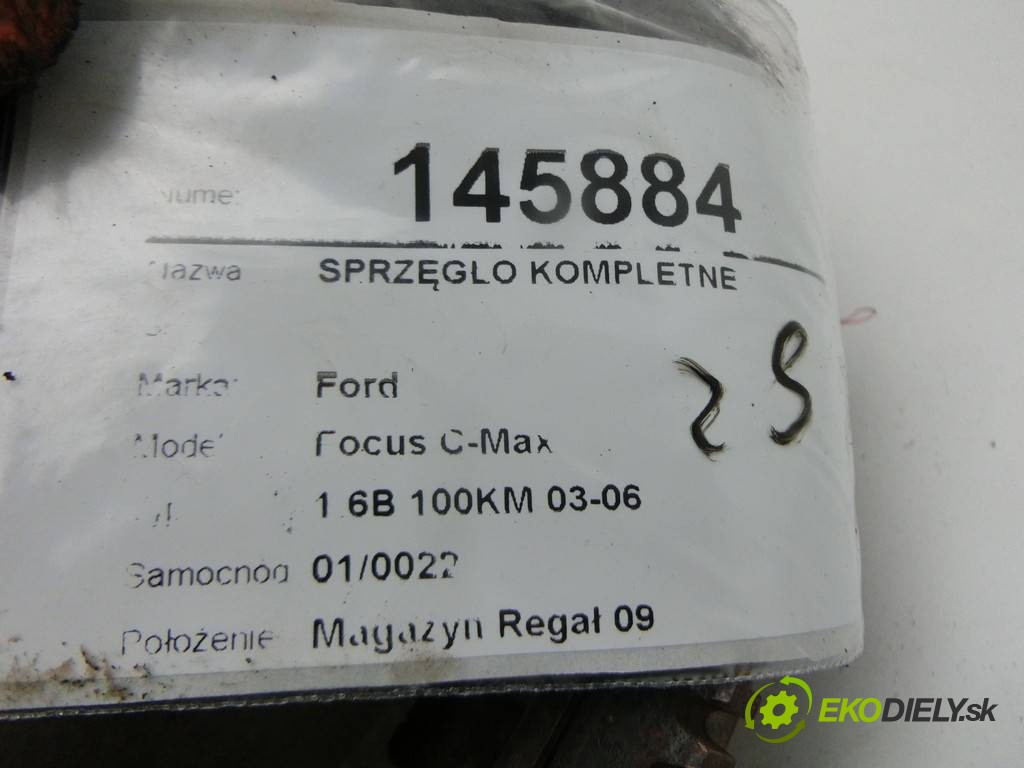 Numer 145884
Nazwa SPRZĘGŁO KOMPLETNE
Marka: Ford
Model Focus C-Max
1.6B 100KM 03-06
Samochód 01/0022
Położenie Magazyn Regał 09
EKODIELY.sk